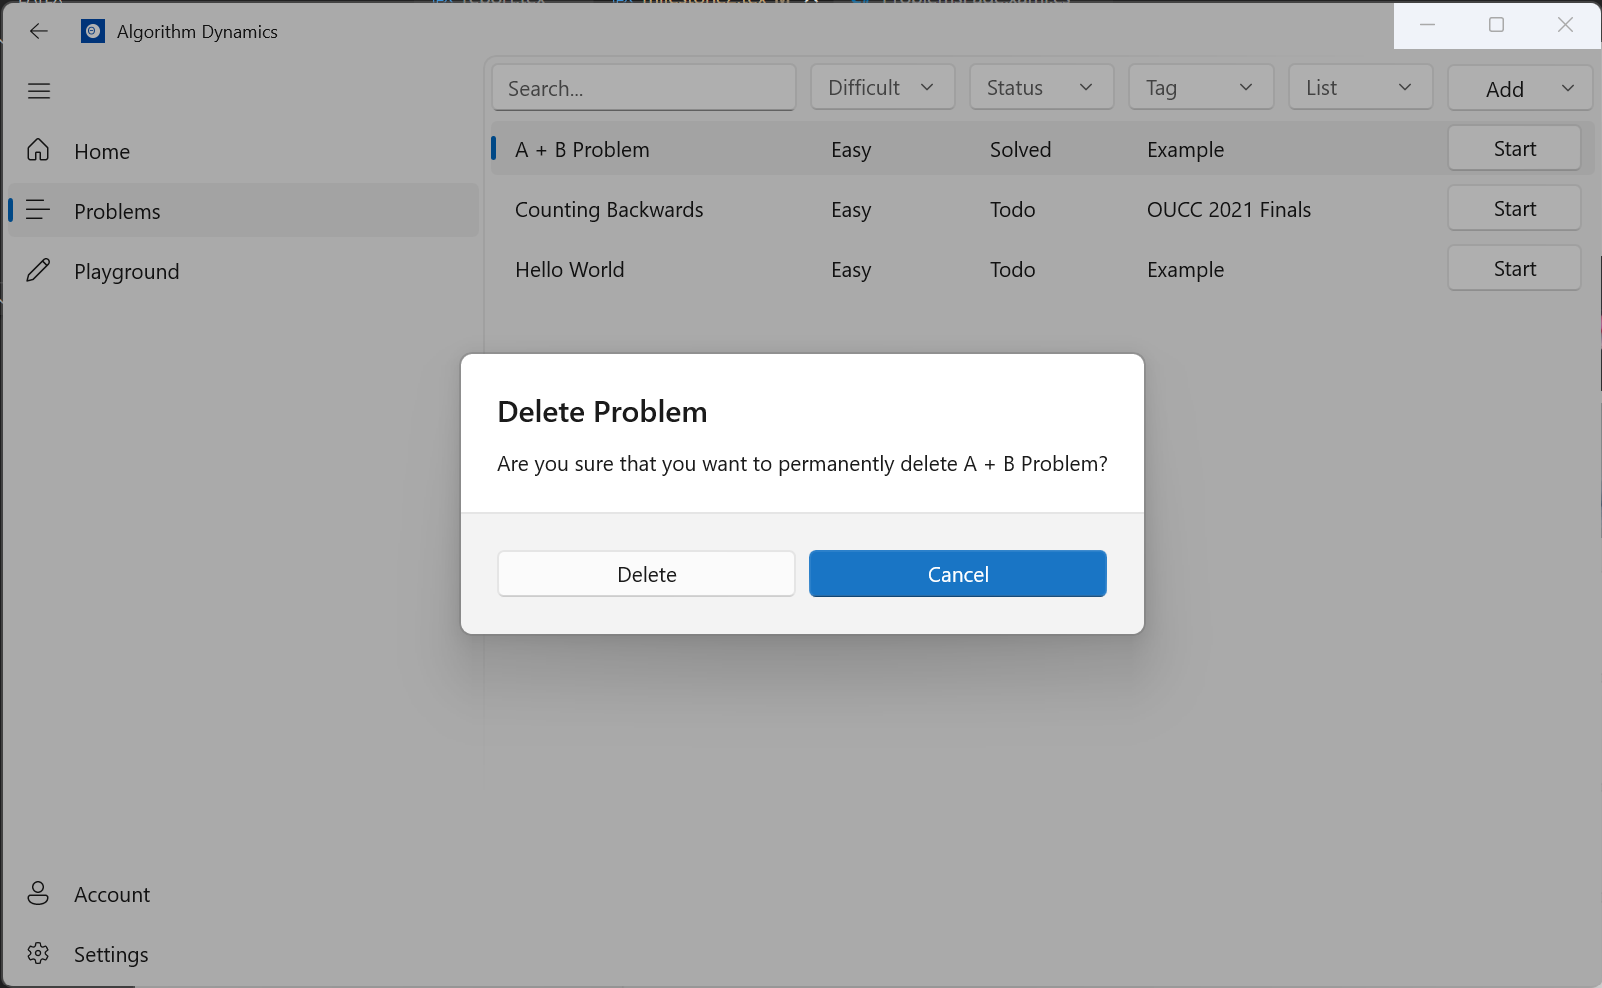 Algorithm Dynamics
Search... Difficult Status Tag List Add
Home
Problems
Playground
A + B Problem Easy Solved Example Start
Counting Backwards Easy Todo OUCC 2021 Finals Start
Hello World Easy Todo Example Start
Delete Problem
Are you sure that you want to permanently delete A + B Problem?
Delete Cancel
Account
Settings